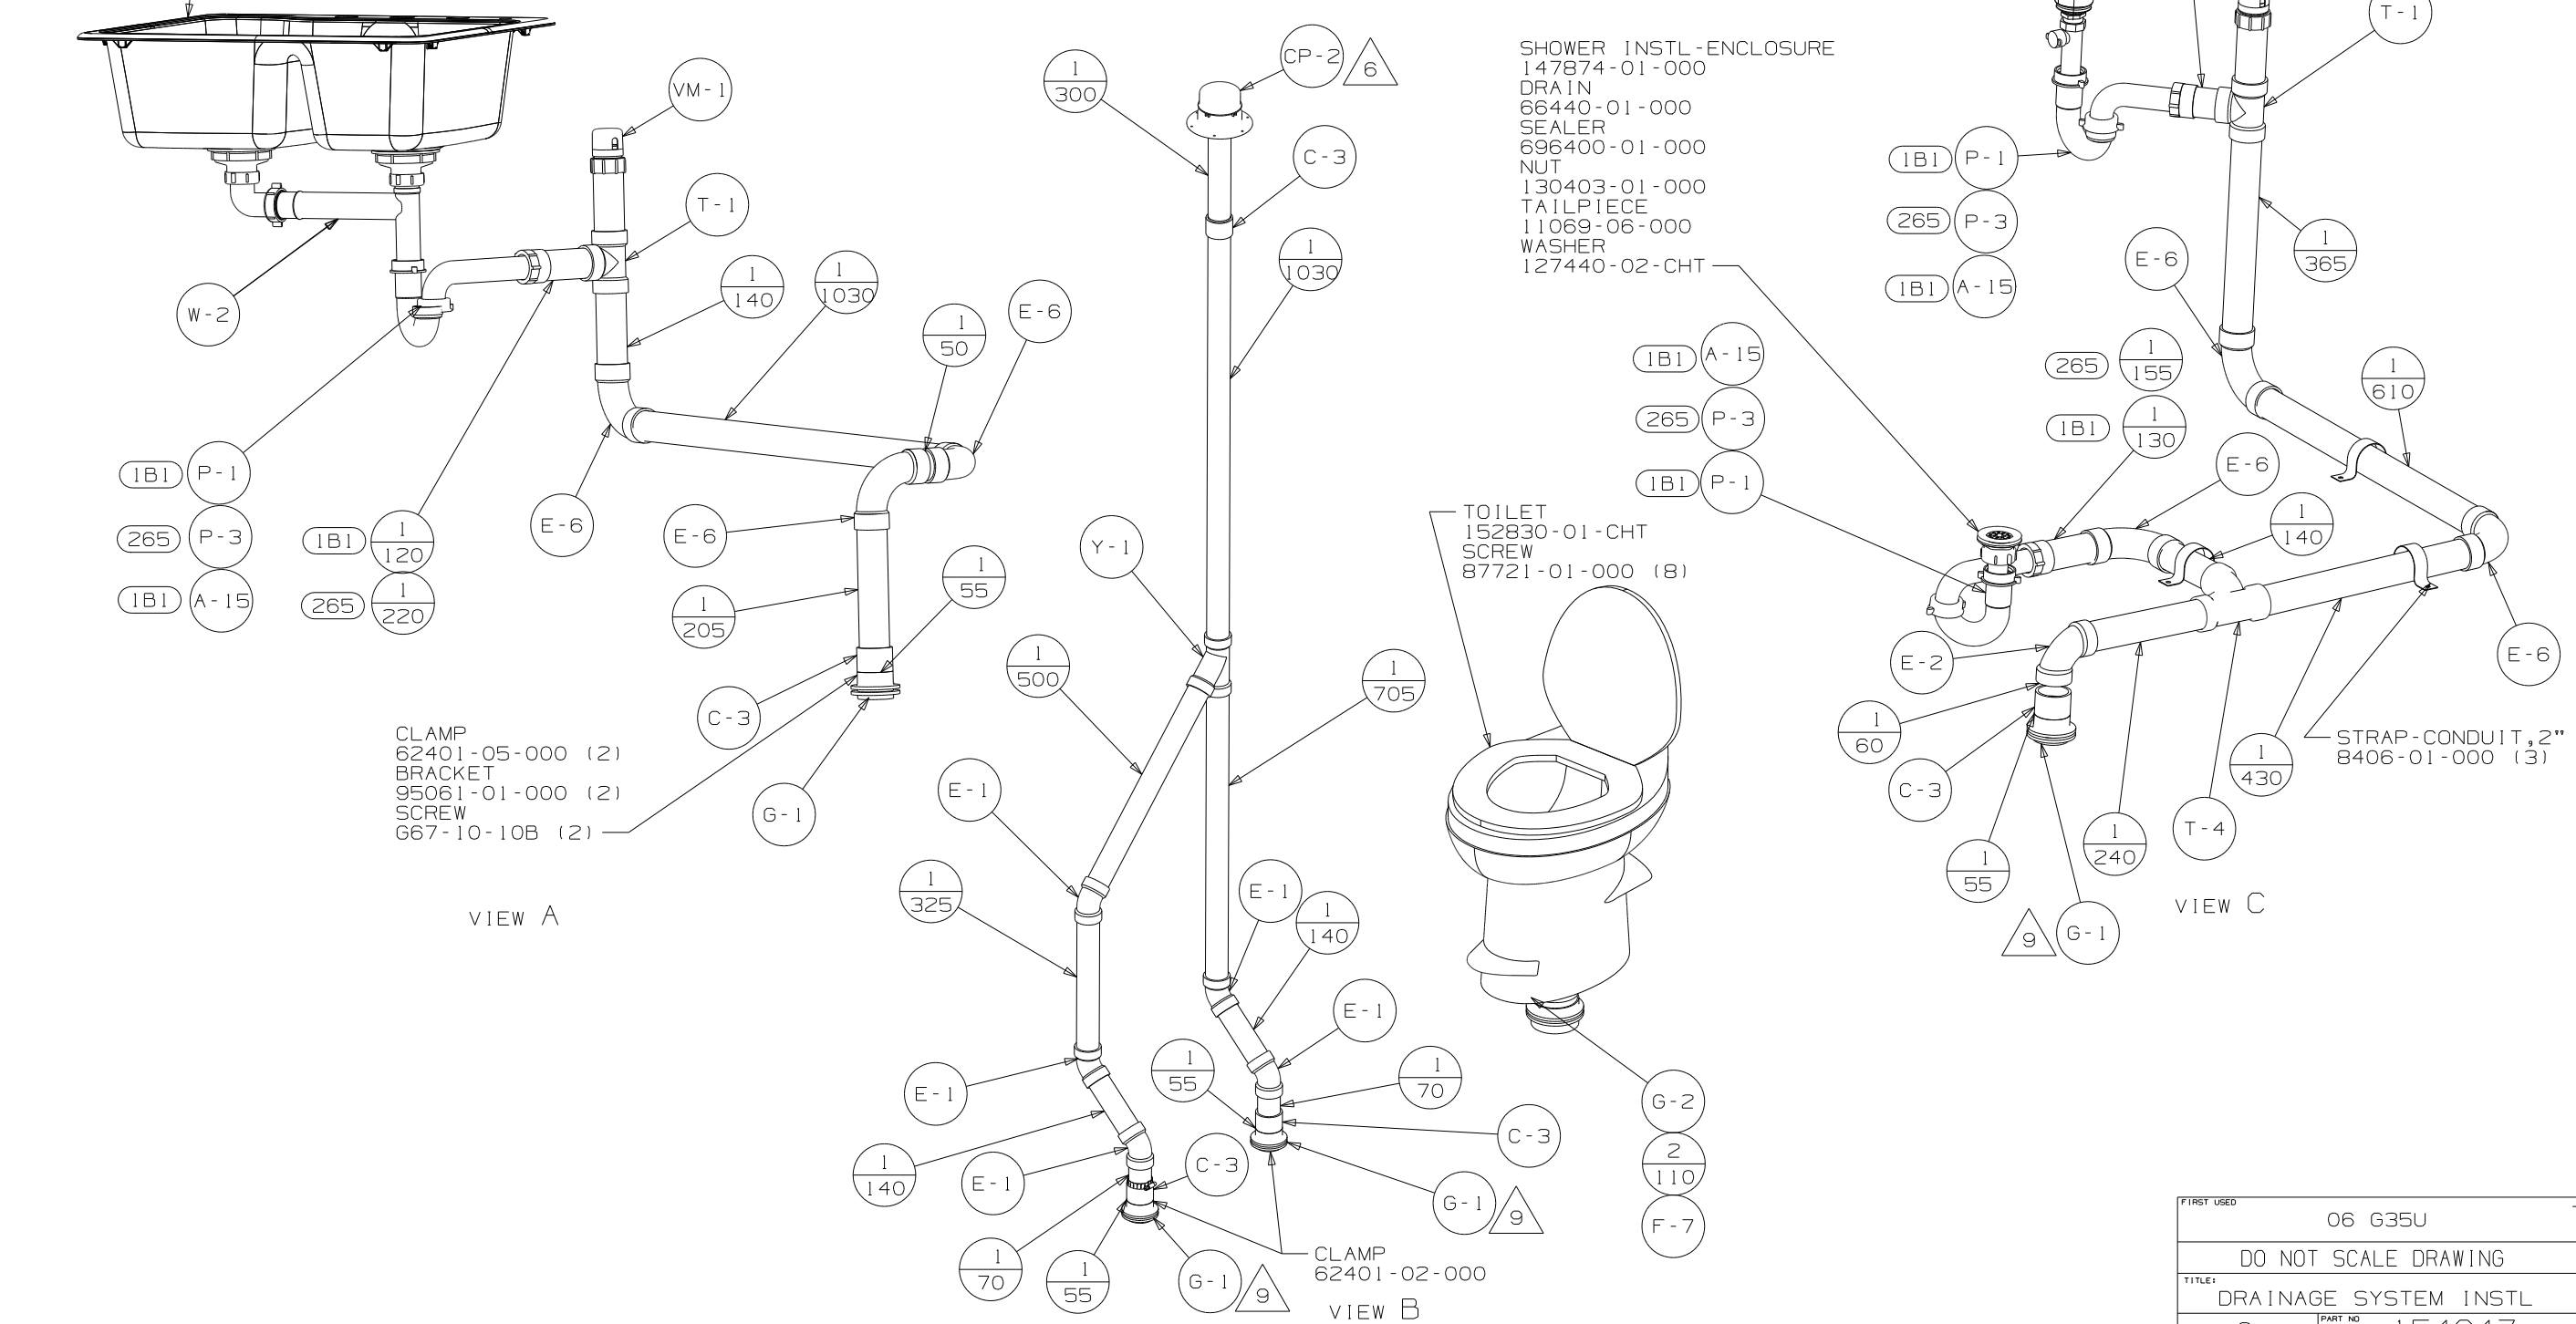 VM-1
T-1
1
140
1
1030
1
50
E-6
W-2
1B1 P-1
265 P-3
1B1 A-15
1B1 1
120
265 1
220
E-6
E-6
1
205
1
55
C-3
G-1
CLAMP
62401-05-000 (2)
BRACKET
95061-01-000 (2)
SCREW
G67-10-10B (2)
VIEW A
CP-2 6
1
300
C-3
1
1030
Y-1
1
500
1
705
E-1
1
325
E-1
1
140
E-1
E-1
1
55
1
70
C-3
G-1 9
E-1
1
140
C-3
1
70
1
55
G-1 9
CLAMP
62401-02-000
VIEW B
SHOWER INSTL-ENCLOSURE
147874-01-000
DRAIN
66440-01-000
SEALER
696400-01-000
NUT
130403-01-000
TAILPIECE
11069-06-000
WASHER
127440-02-CHT
TOILET
152830-01-CHT
SCREW
87721-01-000 (8)
G-2
2
110
F-7
T-1
1B1 P-1
265 P-3
1B1 A-15
1
365
E-6
1B1 A-15
265 P-3
1B1 P-1
265 1
155
1B1 1
130
1
610
E-6
1
140
E-6
E-2
1
60
C-3
1
55
9 G-1
1
240
T-4
1
430
STRAP-CONDUIT,2"
8406-01-000 (3)
VIEW C
FIRST USED
06 G35U
DO NOT SCALE DRAWING
TITLE:
DRAINAGE SYSTEM INSTL
PART NO